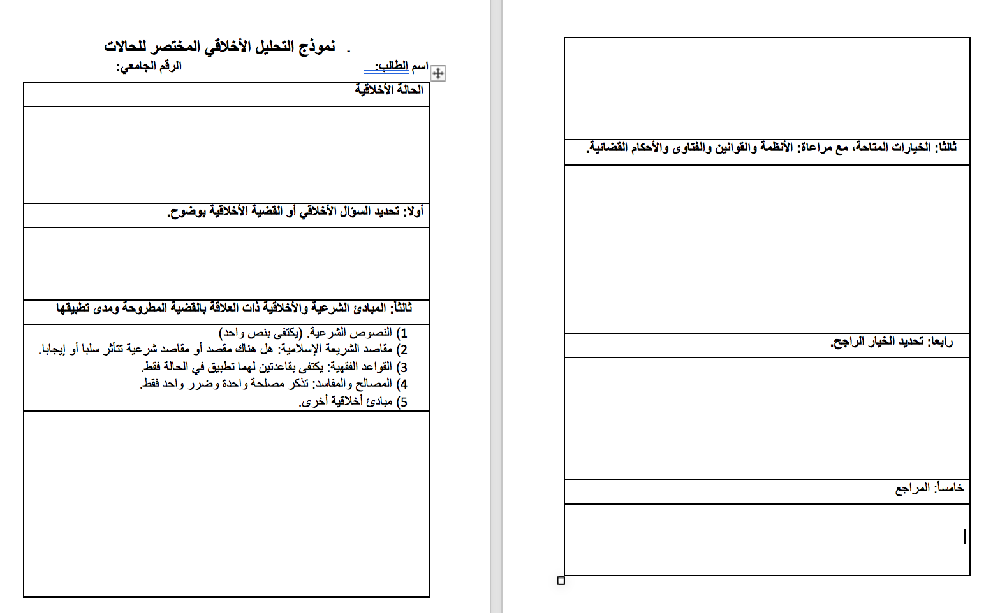 - نموذج التحليل الأخلاقي المختصر للحالات
اسم الطالب: الرقم الجامعي:
الحالة الأخلاقية
أولا: تحديد السؤال الأخلاقي أو القضية الأخلاقية بوضوح.
ثالثاً: المبادئ الشرعية والأخلاقية ذات العلاقة بالقضية المطروحة ومدى تطبيقها
1) النصوص الشرعية. (يكتفى بنص واحد)
2) مقاصد الشريعة الإسلامية: هل هناك مقصد أو مقاصد شرعية تتأثر سلبا أو إيجابا.
3) القواعد الفقهية: يكتفى بقاعدتين لهما تطبيق في الحالة فقط.
4) المصالح والمفاسد: تذكر مصلحة واحدة وضرر واحد فقط.
5) مبادئ أخلاقية أخرى.
ثالثا: الخيارات المتاحة، مع مراعاة: الأنظمة والقوانين والفتاوى والأحكام القضائية.
رابعا: تحديد الخيار الراجح.
خامساً: المراجع